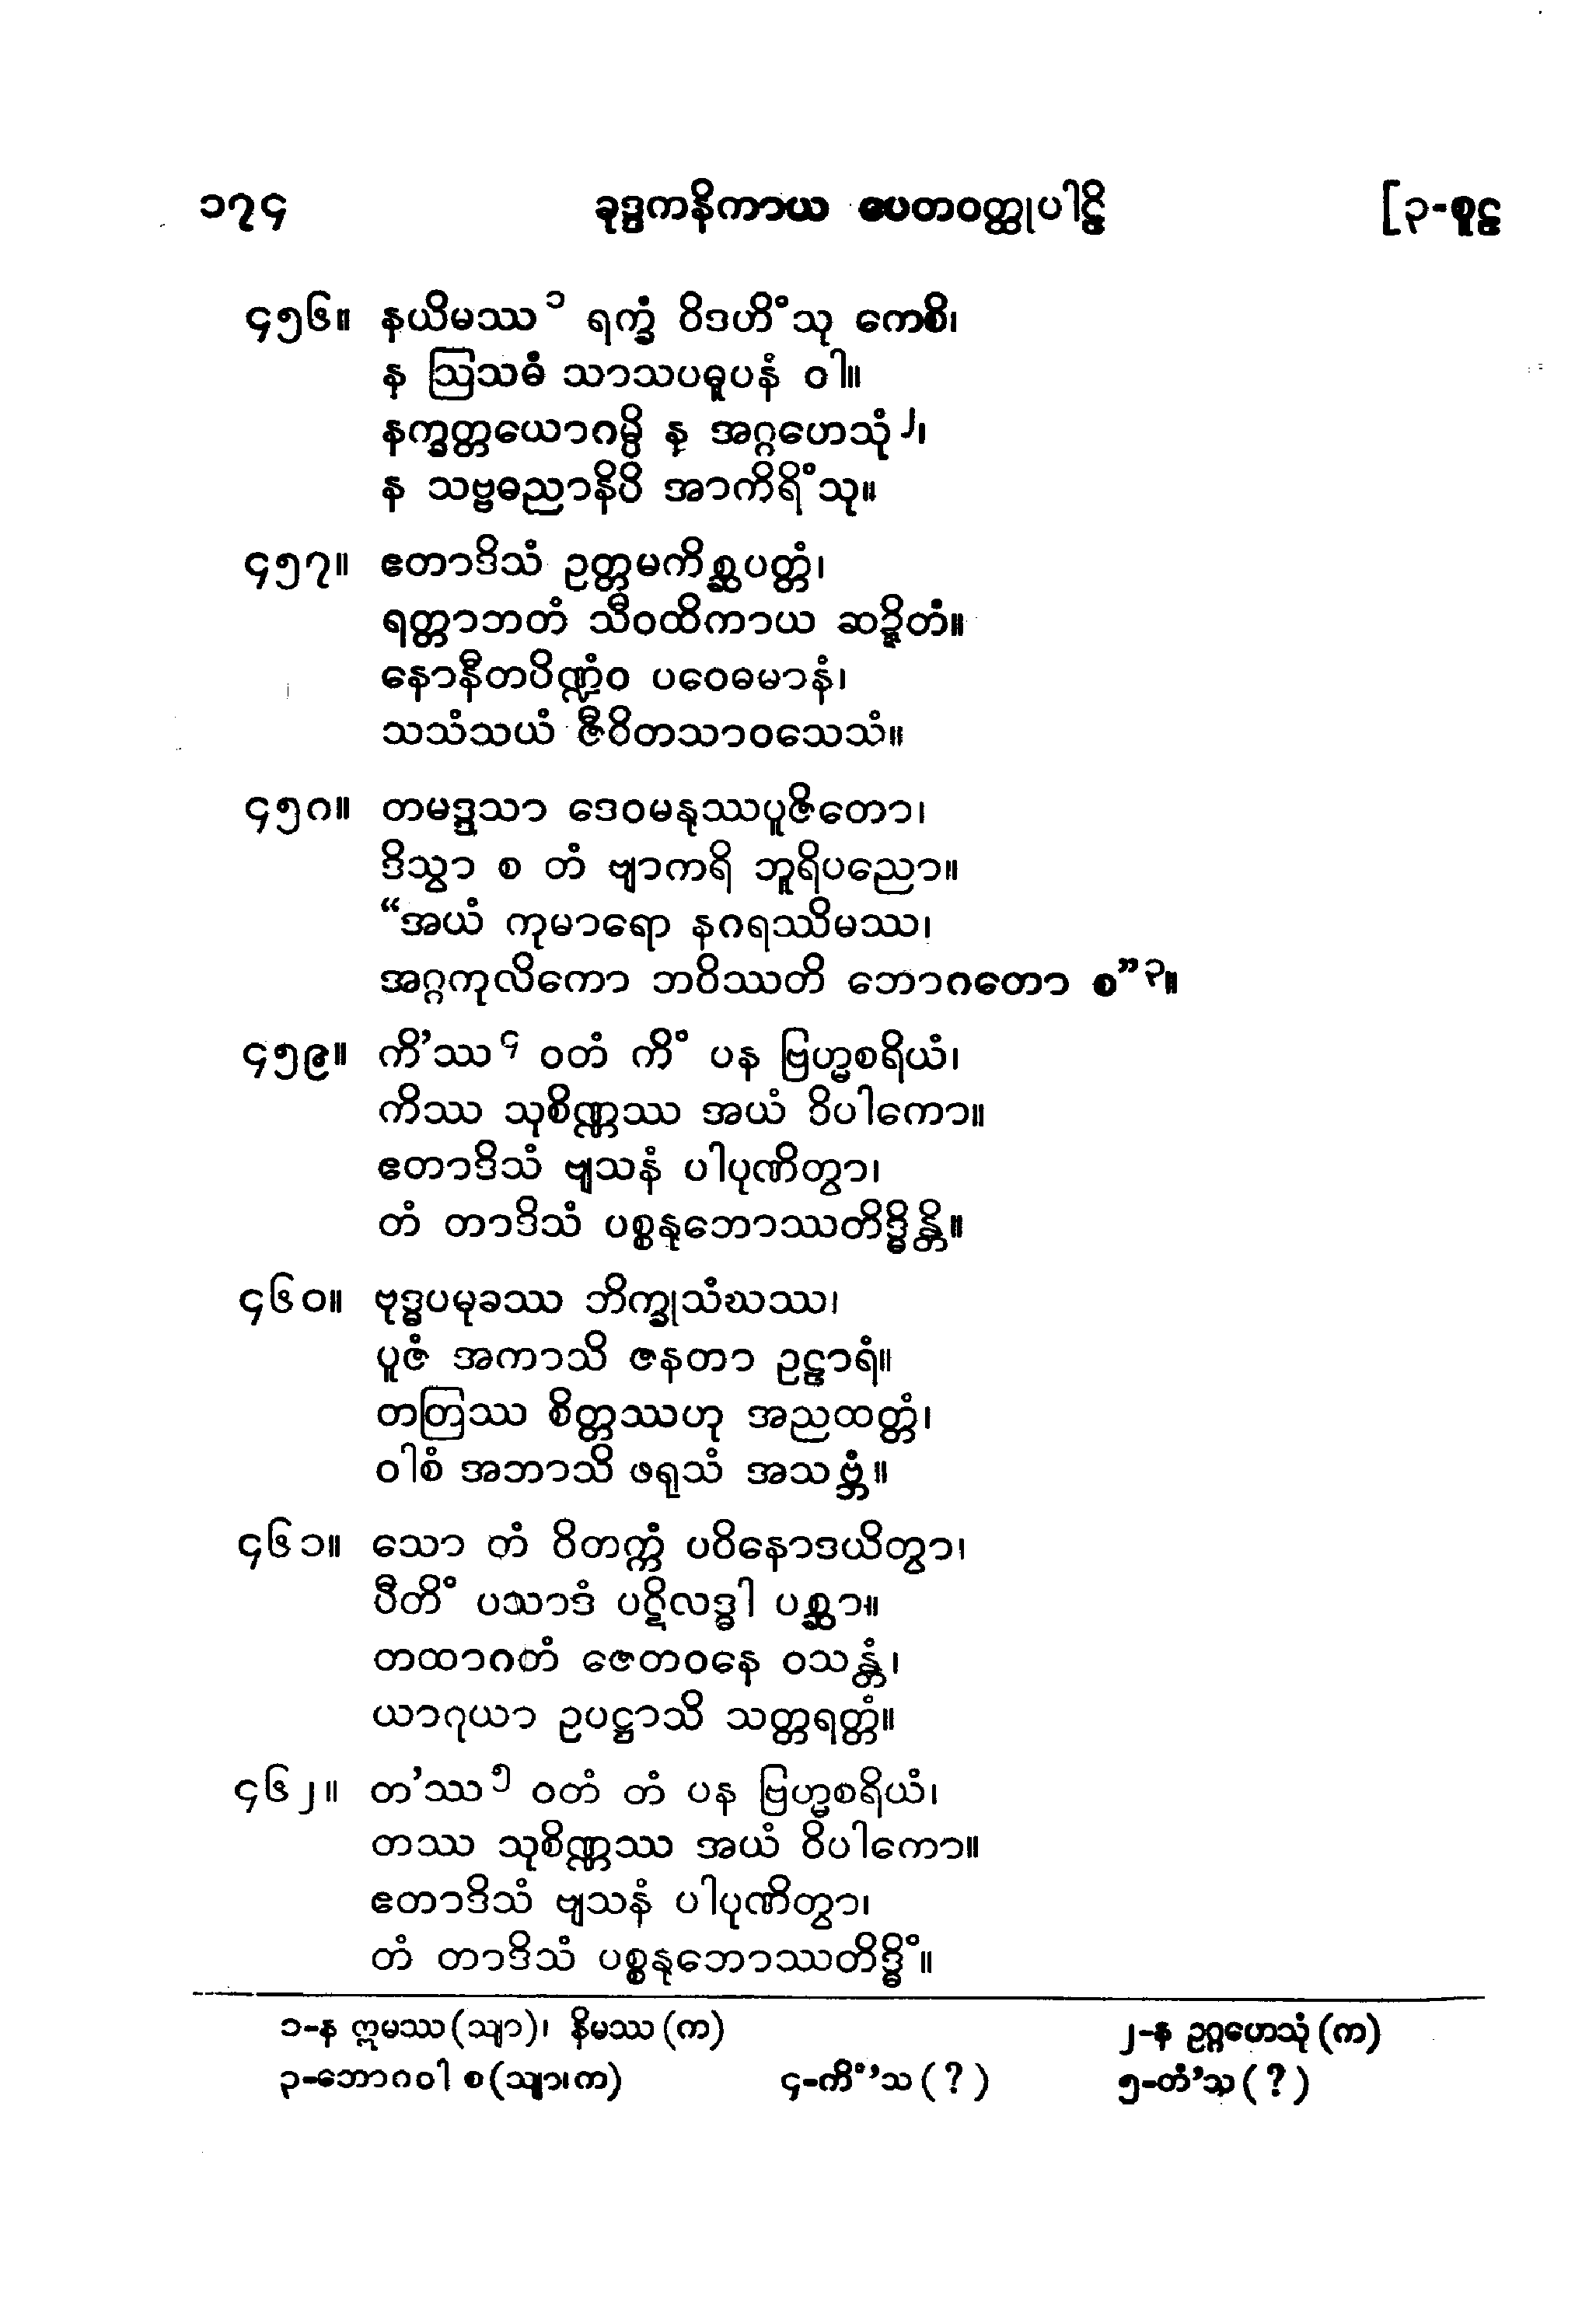 ၁၇၄ ခုဒ္ဒကနိကာယ ပေတဝတ္ထုပါဠိ [၃-စူဠ
၄၅၆။ နယိမဿ၁ ရက္ခံ ဝိဒဟိံသု ကေစိ၊
န ဩသဓံ သာသပဓူပနံ ဝါ။
နက္ခတ္တယောဂမ္ပိ န အဂ္ဂဟေသုံ၂၊
န သဗ္ဗဓညာနိပိ အာကိရိံသု။
၄၅၇။ ဧတာဒိသံ ဥတ္တမကိစ္ဆပတ္တံ၊
ရတ္တာဘတံ သီဝထိကာယ ဆဍ္ဍိတံ။
နောနီတပိဏ္ဍံဝ ပဝေဓမာနံ၊
သသံသယံ ဇီဝိတသာဝသေသံ။
၄၅၈။ တမဒ္ဒသာ ဒေဝမနုဿပူဇိတော၊
ဒိသွာ စ တံ ဗျာကရိ ဘူရိပညော။
“အယံ ကုမာရော နဂရဿိမဿ၊
အဂ္ဂကုလိကော ဘဝိဿတိ ဘောဂတော စ”၃။
၄၅၉။ ကိ’ဿ၄ ဝတံ ကိံ ပန ဗြဟ္မစရိယံ၊
ကိဿ သုစိဏ္ဏဿ အယံ ဝိပါကော။
ဧတာဒိသံ ဗျသနံ ပါပုဏိတွာ၊
တံ တာဒိသံ ပစ္စနုဘောဿတိဒ္ဓိန္တိ။
၄၆၀။ ဗုဒ္ဓပမုခဿ ဘိက္ခုသံဃဿ၊
ပူဇံ အကာသိ ဇနတာ ဥဠာရံ။
တတြဿ စိတ္တဿဟု အညထတ္တံ၊
ဝါစံ အဘာသိ ဖရုသံ အသဗ္ဘံ။
၄၆၁။ သော တံ ဝိတက္ကံ ပဝိနောဒယိတွာ၊
ပီတိံ ပသာဒံ ပဋိလဒ္ဓါ ပစ္ဆာ။
တထာဂတံ ဇေတဝနေ ဝသန္တံ၊
ယာဂုယာ ဥပဋ္ဌာသိ သတ္တရတ္တံ။
၄၆၂။ တ’ဿ၅ ဝတံ တံ ပန ဗြဟ္မစရိယံ၊
တဿ သုစိဏ္ဏဿ အယံ ဝိပါကော။
ဧတာဒိသံ ဗျသနံ ပါပုဏိတွာ၊
တံ တာဒိသံ ပစ္စနုဘောဿတိဒ္ဓိံ။
၁-န ဣမဿ (သျာ)၊ နိမဿ (က) ၂-န ဥဂ္ဂဟေသုံ (က)
၃-ဘောဂဝါ စ (သျာ၊က) ၄-ကိံ’သ (?) ၅-တံ’သ (?)